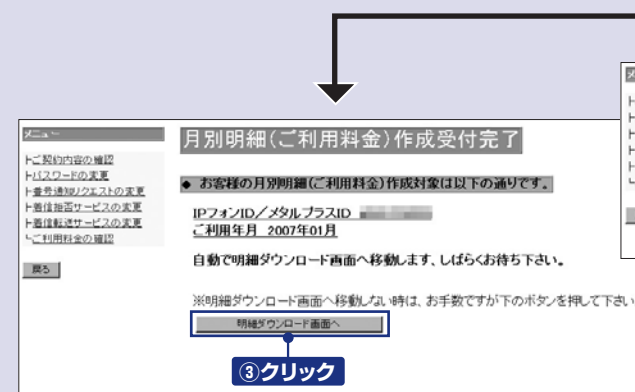 メニュー
├ご契約内容の確認
├パスワードの変更
├番号通知リクエストの変更
├着信拒否サービスの変更
├着信転送サービスの変更
└ご利用料金の確認
戻る
月別明細(ご利用料金)作成受付完了
◆ お客様の月別明細(ご利用料金)作成対象は以下の通りです。
IPフォンID／メタルプラスID
ご利用年月 2007年01月
自動で明細ダウンロード画面へ移動します、しばらくお待ち下さい。
※明細ダウンロード画面へ移動しない時は、お手数ですが下のボタンを押して下さい
明細ダウンロード画面へ
③クリック